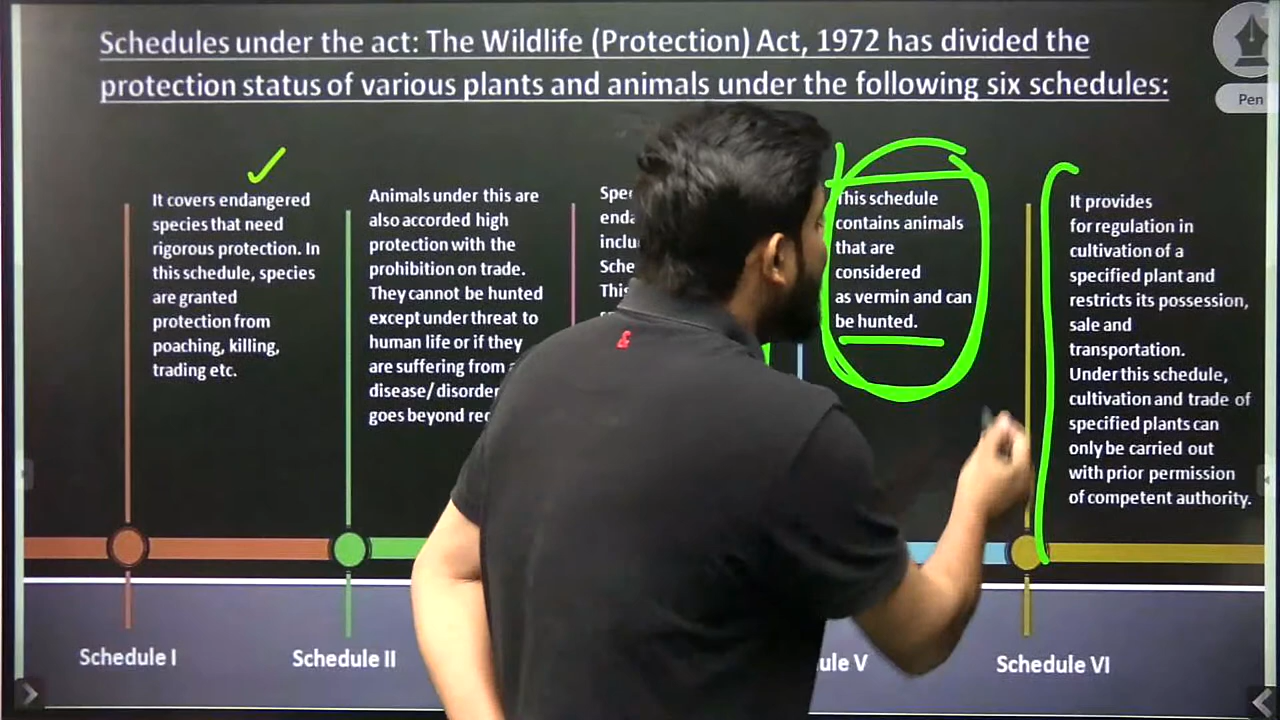 Schedules under the act: The Wildlife (Protection) Act, 1972 has divided the
protection status of various plants and animals under the following six schedules:
Pen
It covers endangered
species that need
rigorous protection. In
this schedule, species
are granted
protection from
poaching, killing,
trading etc.
Animals under this are
also accorded high
protection with the
prohibition on trade.
They cannot be hunted
except under threat to
human life or if they
are suffering from
disease/ disorder
goes beyond
This schedule
contains animals
that are
considered
as vermin and can
be hunted.
It provides
for regulation in
cultivation of a
specified plant and
restricts its possession,
sale and
transportation.
Under this schedule,
cultivation and trade of
specified plants can
only be carried out
with prior permission
of competent authority.
Schedule I
Schedule II
V
Schedule VI